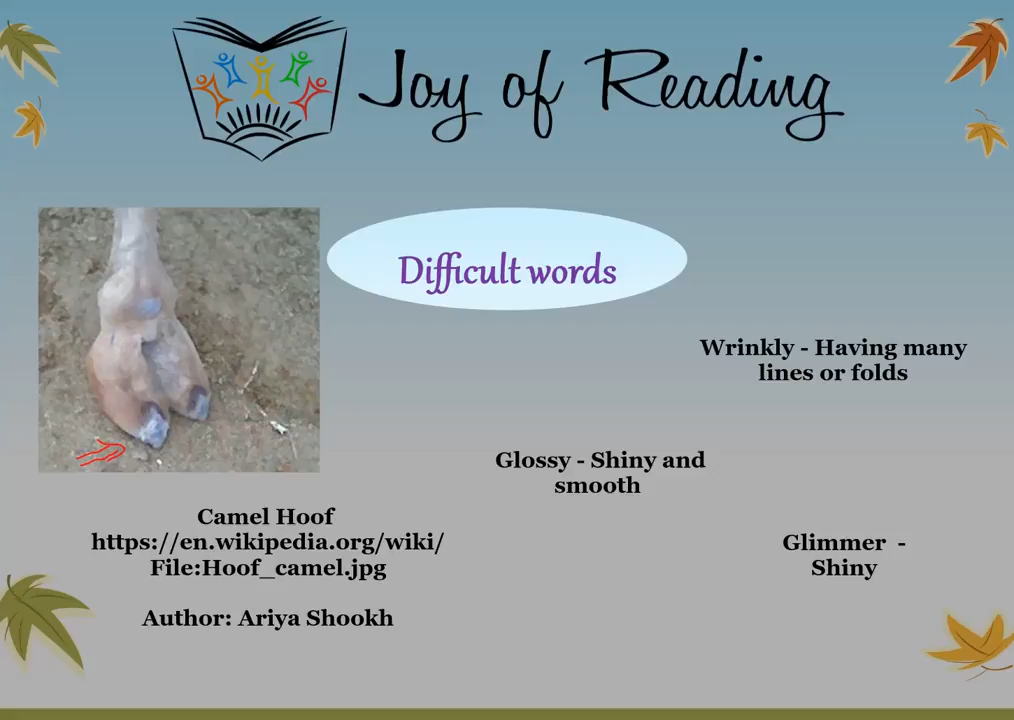 Joy of Reading
Difficult words
Wrinkly - Having many
lines or folds
Glossy - Shiny and
smooth
Camel Hoof
https://en.wikipedia.org/wiki/
File:Hoof_camel.jpg
Glimmer -
Shiny
Author: Ariya Shookh